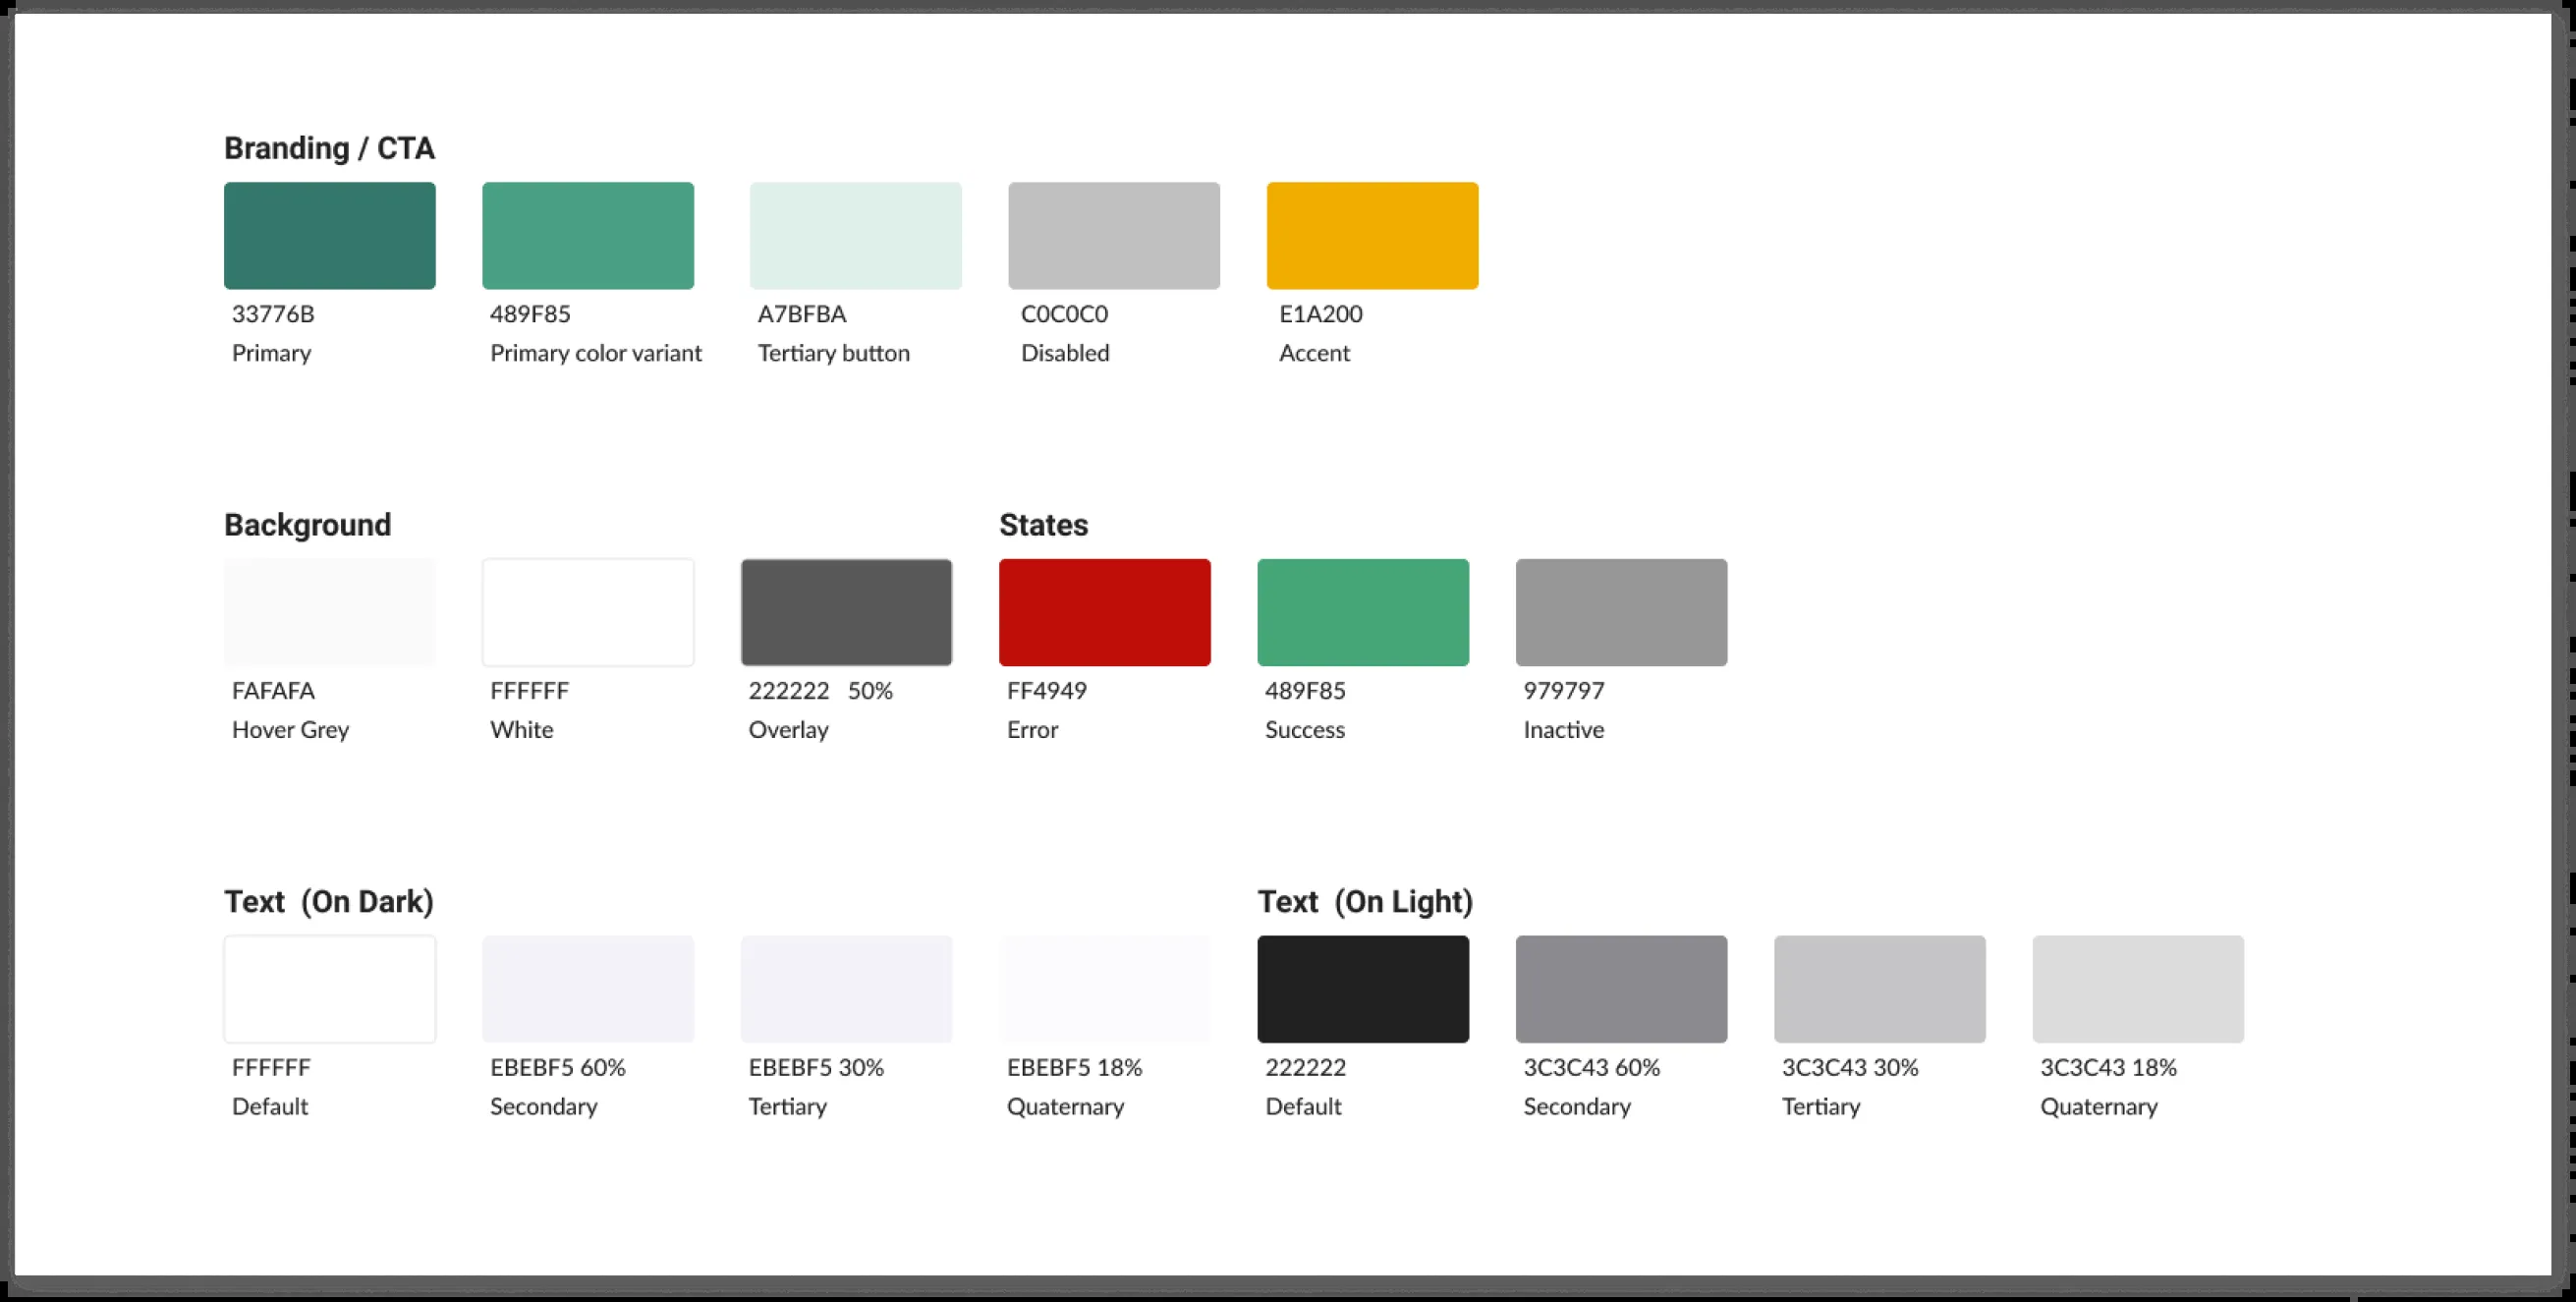 Branding / CTA
33776B
Primary
489F85
Primary color variant
A7BFBA
Tertiary button
C0C0C0
Disabled
E1A200
Accent
Background
FAFAFA
Hover Grey
FFFFFF
White
222222 50%
Overlay
States
FF4949
Error
489F85
Success
979797
Inactive
Text (On Dark)
FFFFFF
Default
EBEBF5 60%
Secondary
EBEBF5 30%
Tertiary
EBEBF5 18%
Quaternary
Text (On Light)
222222
Default
3C3C43 60%
Secondary
3C3C43 30%
Tertiary
3C3C43 18%
Quaternary